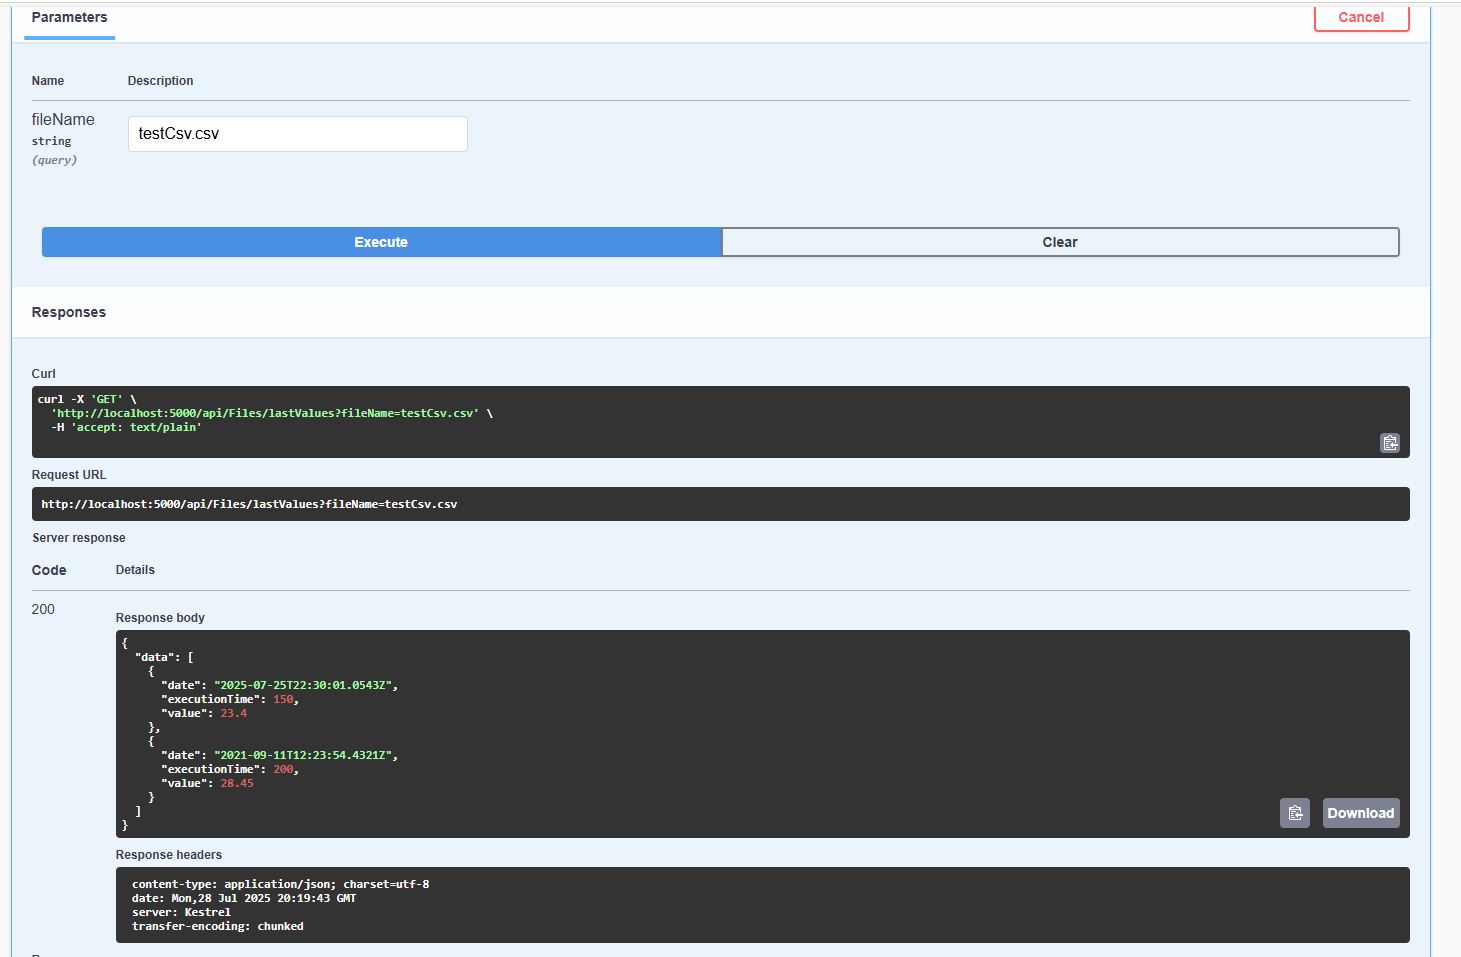 Parameters
Cancel
Name Description
fileName
string
(query)
testCsv.csv
Execute Clear
Responses
Curl
curl -X 'GET' \
  'http://localhost:5000/api/Files/lastValues?fileName=testCsv.csv' \
  -H 'accept: text/plain'
Request URL
http://localhost:5000/api/Files/lastValues?fileName=testCsv.csv
Server response
Code Details
200
Response body
{
  "data": [
    {
      "date": "2025-07-25T22:30:01.0543Z",
      "executionTime": 150,
      "value": 23.4
    },
    {
      "date": "2021-09-11T12:23:54.4321Z",
      "executionTime": 200,
      "value": 28.45
    }
  ]
}
Download
Response headers
content-type: application/json; charset=utf-8
date: Mon,28 Jul 2025 20:19:43 GMT
server: Kestrel
transfer-encoding: chunked